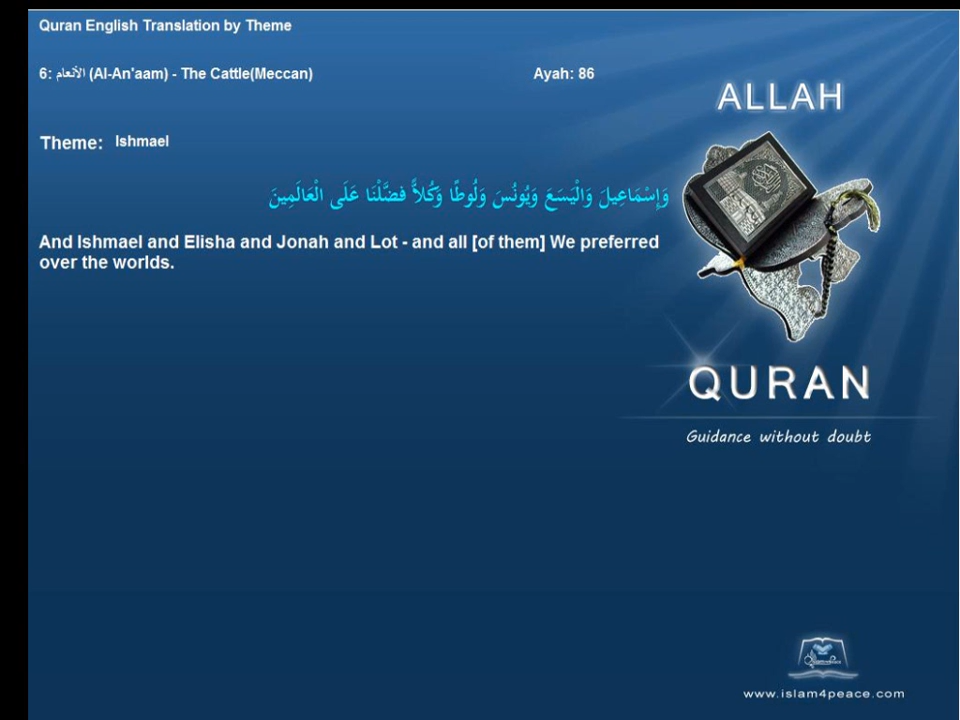 Quran English Translation by Theme
6: الأنعام (Al-An'aam) - The Cattle(Meccan) Ayah: 86
ALLAH
Theme: Ishmael
وَإِسْمَاعِيلَ وَالْيَسَعَ وَيُونُسَ وَلُوطًا وَكُلاًّ فضَّلْنَا عَلَى الْعَالَمِينَ
And Ishmael and Elisha and Jonah and Lot - and all [of them] We preferred
over the worlds.
QURAN
Guidance without doubt
www.islam4peace.com